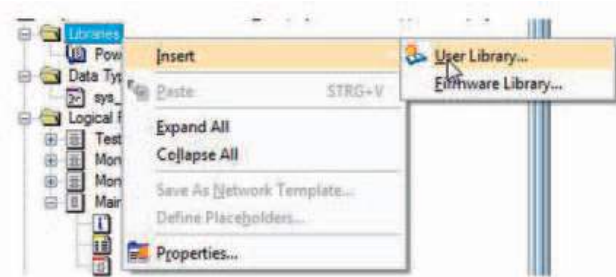 Libraries
Pow
Data Typ
sys_
Logical F
Test
Mon
Mon
Main
Insert
Paste STRG+V
Expand All
Collapse All
Save As Network Template...
Define Placeholders...
Properties...
User Library...
Firmware Library...